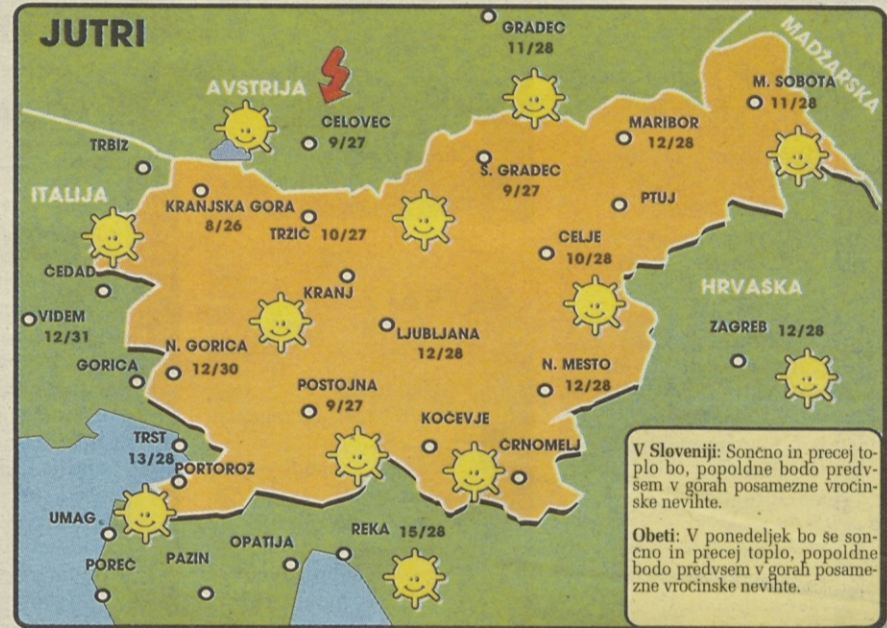 JUTRI
GRADEC
11/28
MADŽARSKA
AVSTRIJA
M. SOBOTA
11/28
CELOVEC
9/27
MARIBOR
12/28
TRBIŽ
S. GRADEC
9/27
ITALIJA
KRANJSKA GORA
8/26
TRŽIČ 10/27
PTUJ
CELJE
10/28
ČEDAD
KRANJ
HRVAŠKA
VIDEM
12/31
LJUBLJANA
12/28
ZAGREB 12/28
N. GORICA
12/30
GORICA
N. MESTO
12/28
POSTOJNA
9/27
KOČEVJE
ČRNOMELJ
TRST
13/28
PORTOROŽ
UMAG
REKA 15/28
OPATIJA
PAZIN
POREČ
V Sloveniji: Sončno in precej to-
plo bo, popoldne bodo predv-
sem v gorah posamezne vročin-
ske nevihte.
Obeti: V ponedeljek bo še son-
čno in precej toplo, popoldne
bodo predvsem v gorah posame-
zne vročinske nevihte.